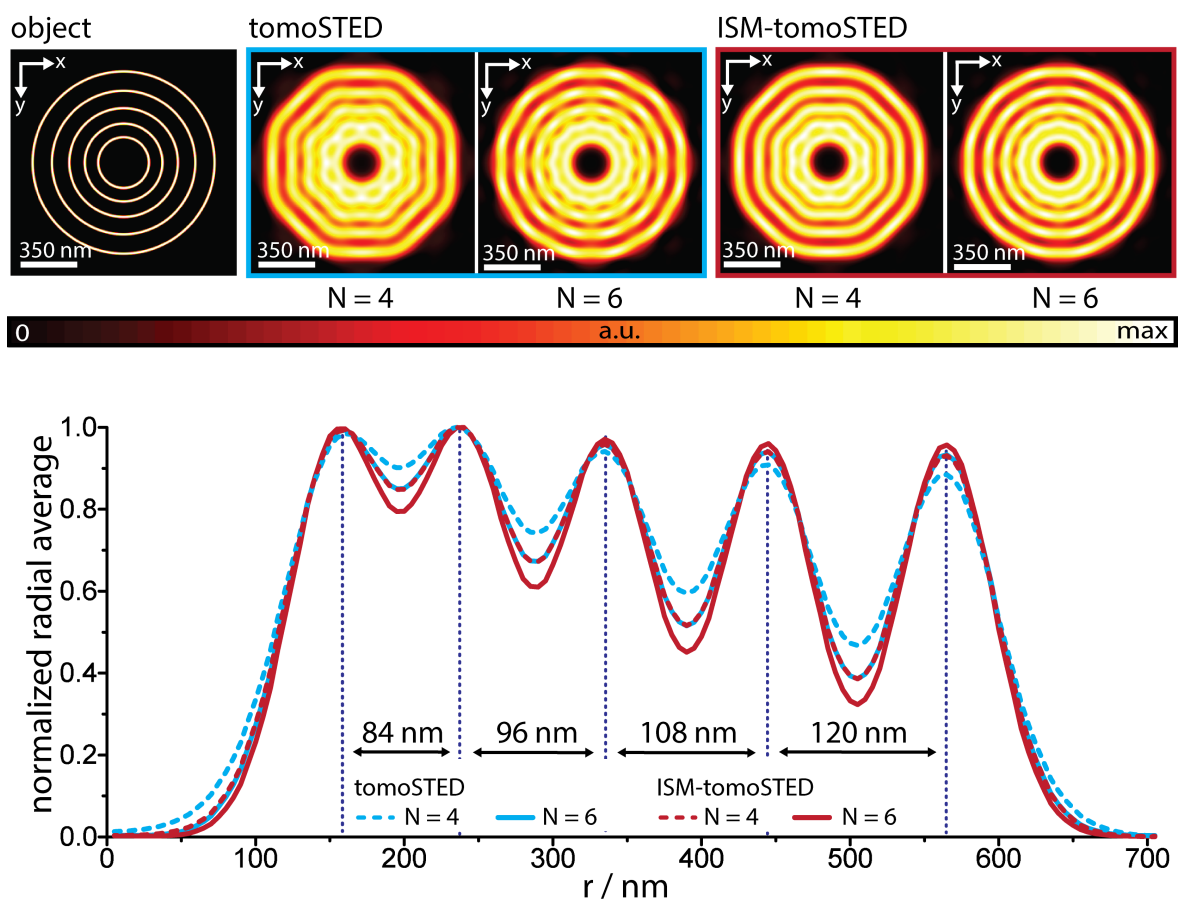 object
tomoSTED
ISM-tomoSTED
x
y
350 nm
x
y
350 nm
x
y
350 nm
x
y
350 nm
x
y
350 nm
N = 4
N = 6
N = 4
N = 6
0
a.u.
max
normalized radial average
1.0
0.8
0.6
0.4
0.2
0.0
84 nm
96 nm
108 nm
120 nm
tomoSTED
ISM-tomoSTED
N = 4
N = 6
N = 4
N = 6
0
100
200
300
400
500
600
700
r / nm